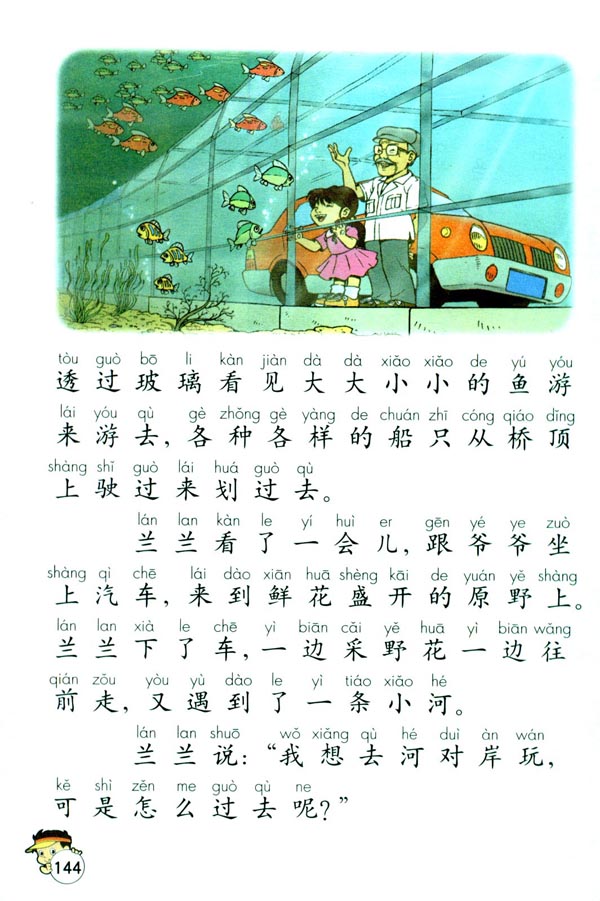 tòu guò bō li kàn jiàn dà dà xiǎo xiǎo de yú yóu
透过玻璃看见大大小小的鱼游
lái yóu qù gè zhǒng gè yàng de chuán zhī cóng qiáo dǐng
来游去，各种各样的船只从桥顶
shàng shǐ guò lái huá guò qù
上驶过来划过去。
lán lan kàn le yí huì er gēn yé ye zuò
兰兰看了一会儿，跟爷爷坐
shàng qì chē lái dào xiān huā shèng kāi de yuán yě shàng
上汽车，来到鲜花盛开的原野上。
lán lan xià le chē yì biān cǎi yě huā yì biān wǎng
兰兰下了车，一边采野花一边往
qián zǒu yòu yù dào le yì tiáo xiǎo hé
前走，又遇到了一条小河。
lán lan shuō wǒ xiǎng qù hé duì àn wán
兰兰说：“我想去河对岸玩，
kě shì zěn me guò qù ne
可是怎么过去呢？”
144